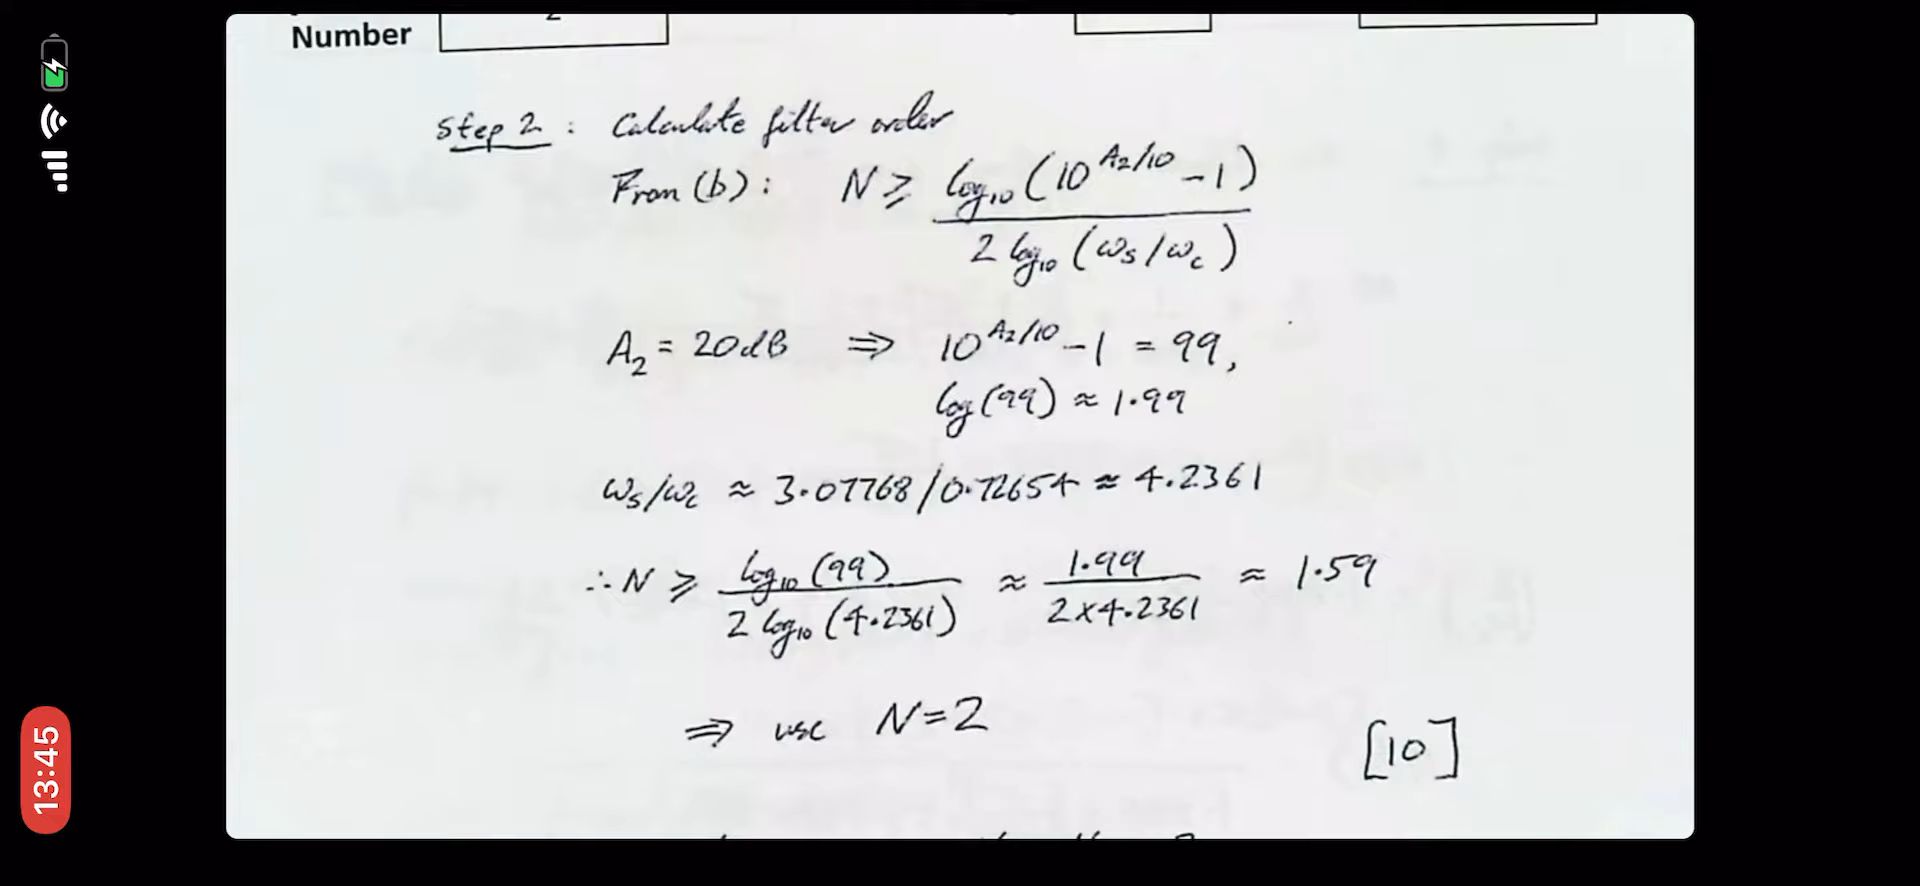 Number
Step 2 : Calculate filter order
From (b): N ≥ log₁₀(10^(A₂/10) - 1) / 2 log₁₀(ωs/ωc)
A₂ = 20dB ⇒ 10^(A₂/10) - 1 = 99,
log(99) ≈ 1.99
ωs/ωc ≈ 3.07768/0.72654 ≈ 4.2361
∴ N ≥ log₁₀(99) / 2 log₁₀(4.2361) ≈ 1.99 / 2×4.2361 ≈ 1.59
⇒ use N=2
[10]
13:45